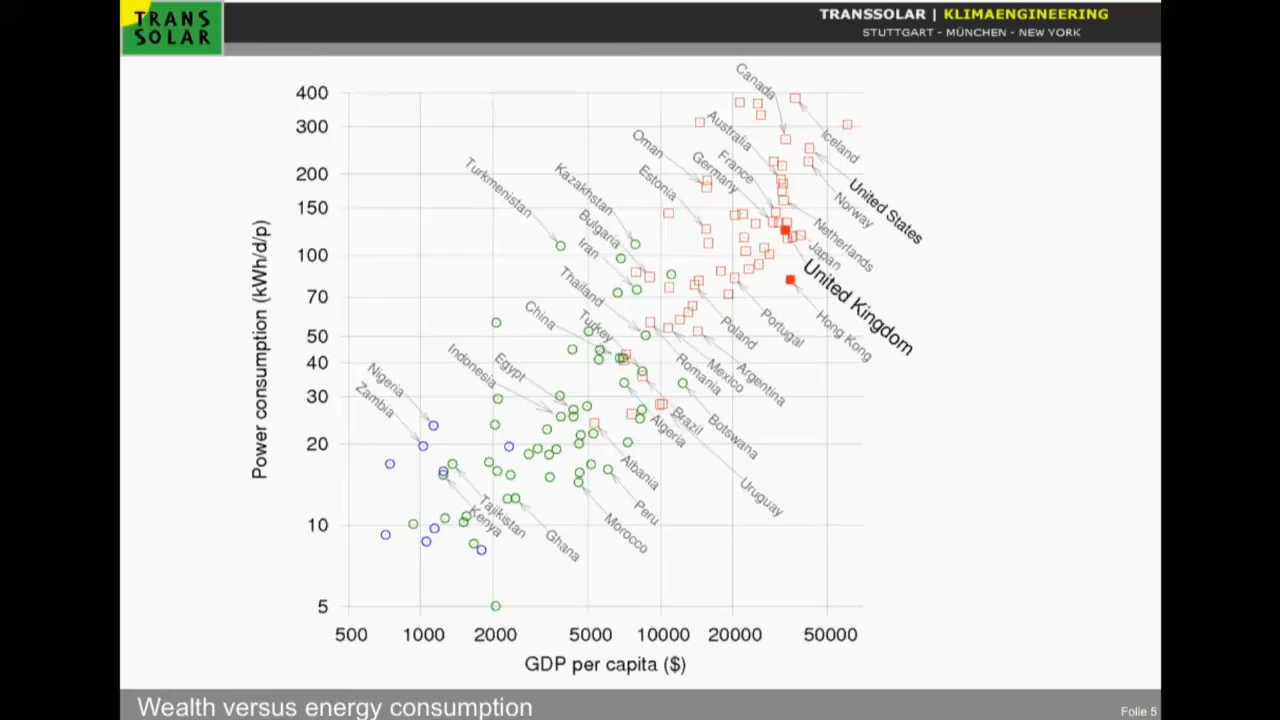 TRANS
SOLAR
TRANSSOLAR | KLIMAENGINEERING
STUTTGART - MÜNCHEN - NEW YORK
Power consumption (kWh/d/p)
400
300
200
150
100
70
50
40
30
20
10
5
Canada
Iceland
Australia
Oman
France
Germany
United States
Norway
Turkmenistan
Kazakhstan
Estonia
Bulgaria
Iran
Netherlands
Japan
United Kingdom
Hong Kong
Thailand
Turkey
China
Poland
Portugal
Egypt
Indonesia
Romania
Mexico
Argentina
Nigeria
Zambia
Brazil
Algeria
Botswana
Albania
Uruguay
Peru
Morocco
Tajikistan
Kenya
Ghana
500
1000
2000
5000
10000
20000
50000
GDP per capita ($)
Wealth versus energy consumption
Folie 5